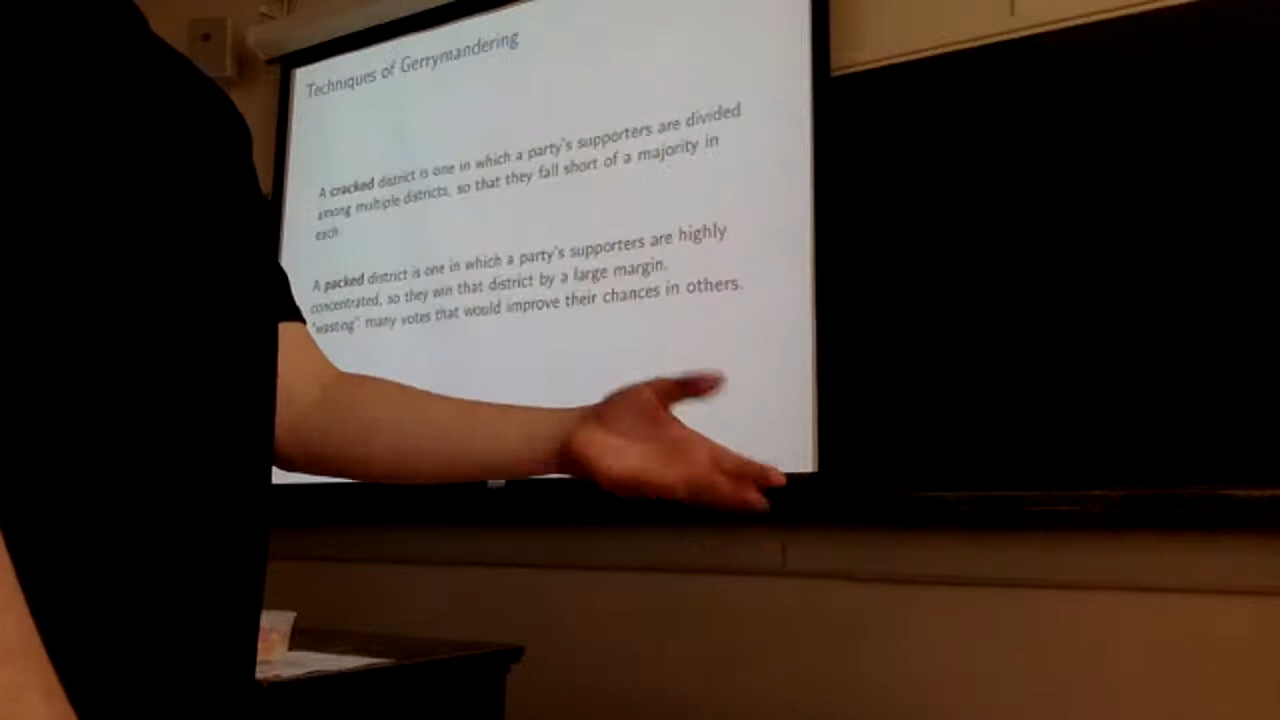 Techniques of Gerrymandering
A cracked district is one in which a party's supporters are divided
among multiple districts, so that they fall short of a majority in
each.
A packed district is one in which a party's supporters are highly
concentrated, so they win that district by a large margin,
"wasting" many votes that would improve their chances in others.